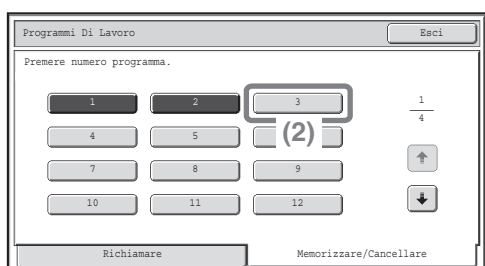 Programmi Di Lavoro Esci
Premere numero programma.
1 2 3 1
4 5 (2) 4
7 8 9
10 11 12
Richiamare Memorizzare/Cancellare